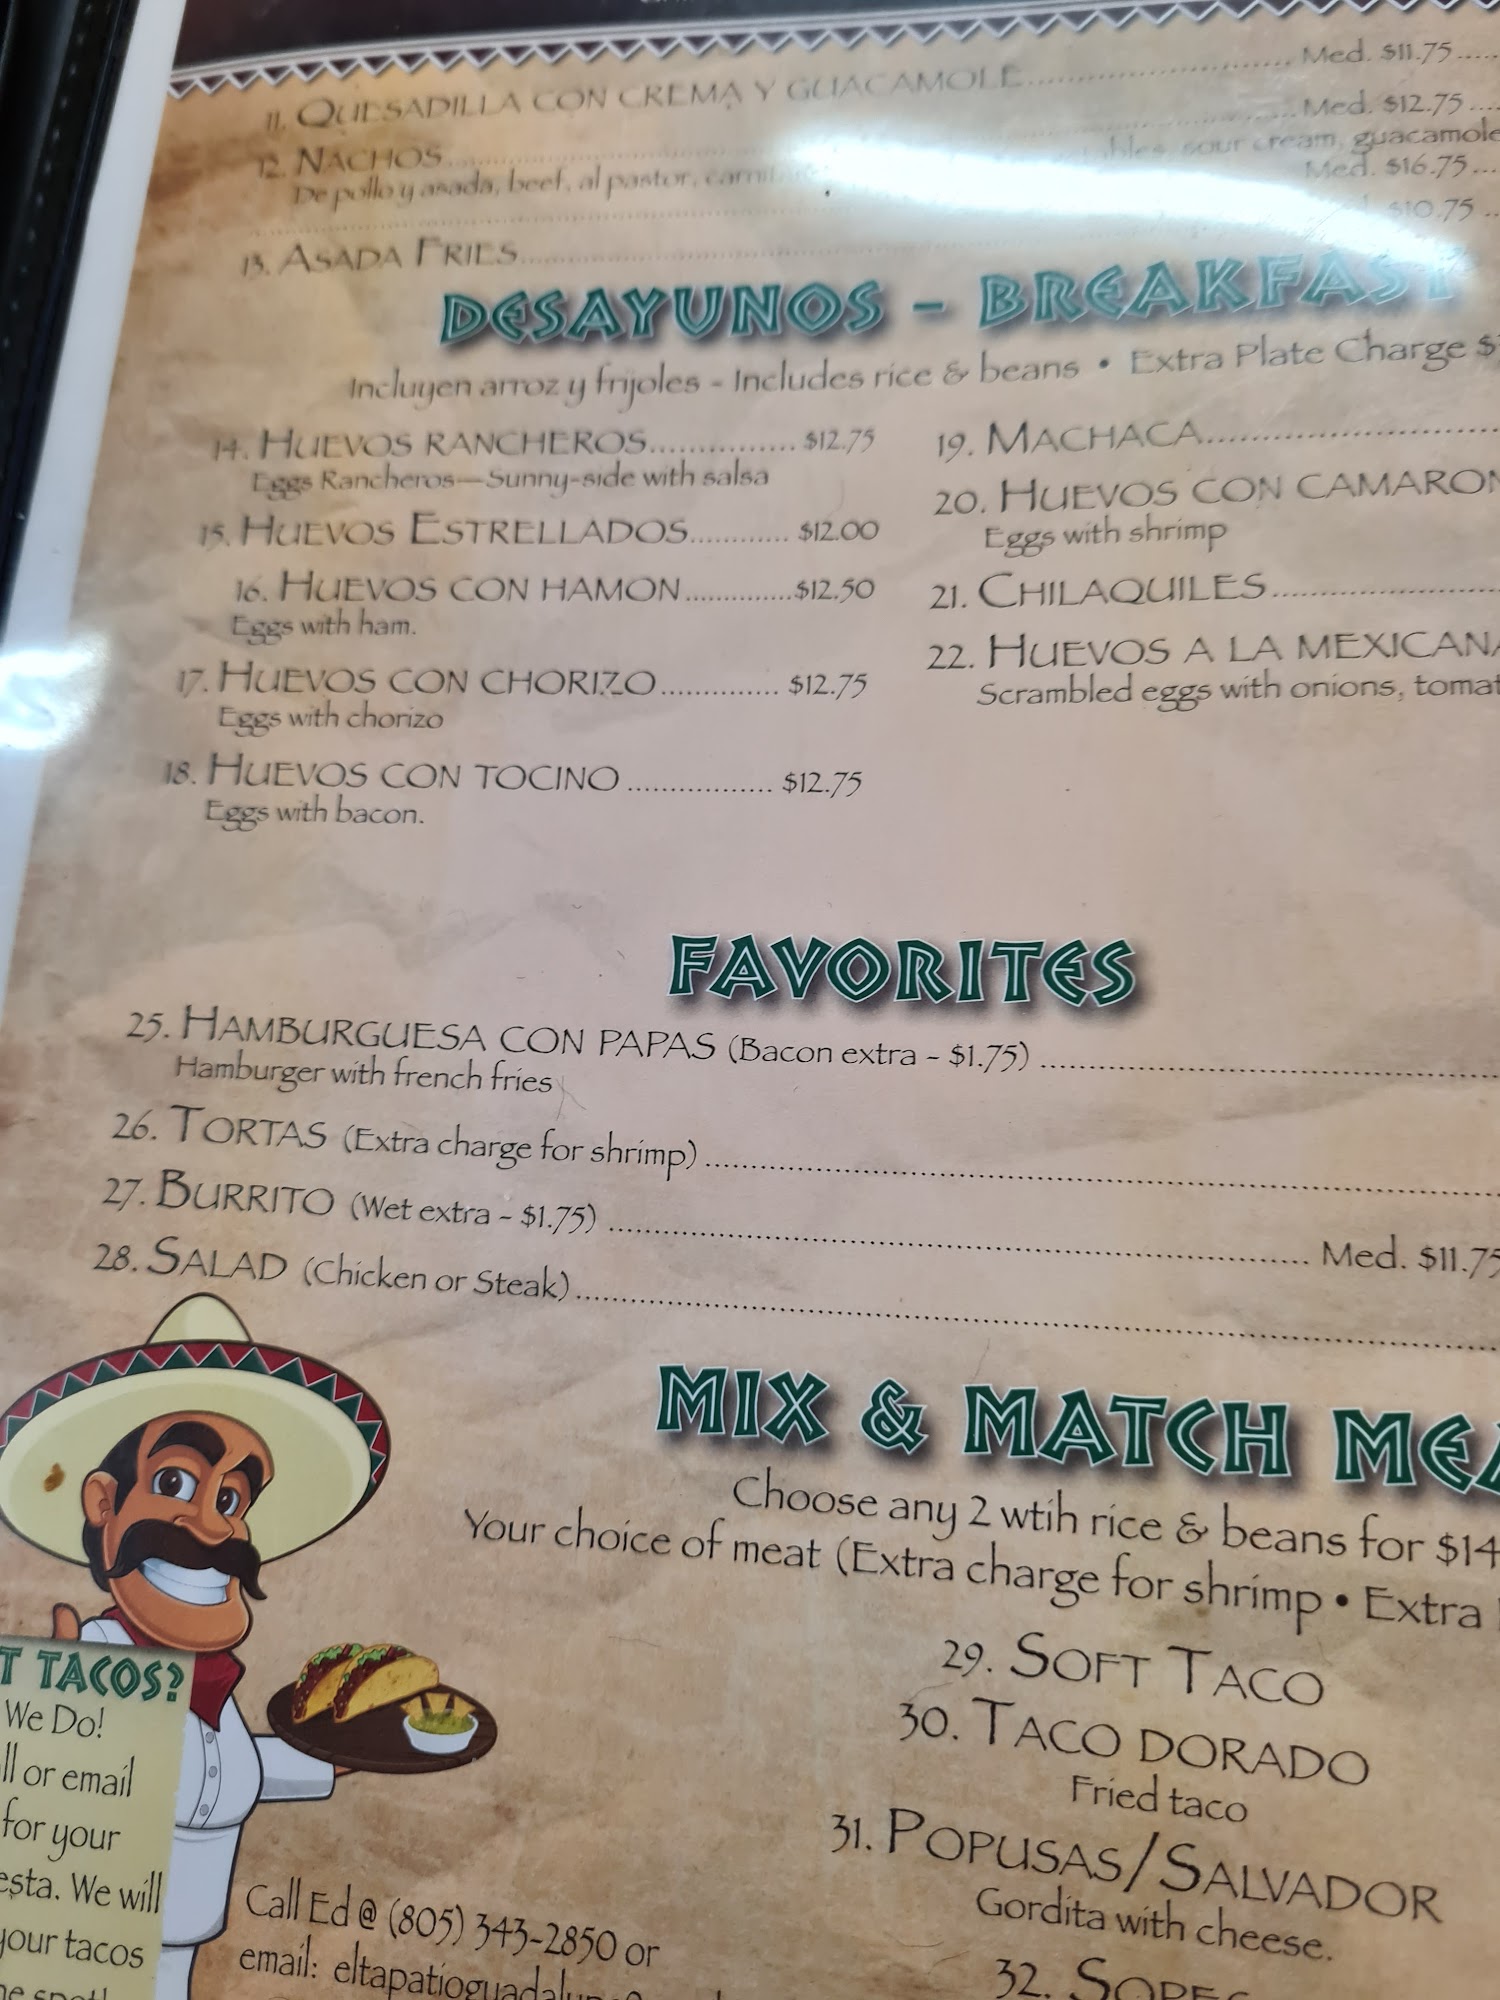 11. QUESADILLA CON CREMA Y GUACAMOLE.......... Med. $11.75
12. NACHOS.......... Med. $12.75
De pollo y asada, beef, al pastor, sour cream, guacamole
Med. $16.75
13. ASADA FRIES.......... $10.75
DESAYUNOS - BREAKFAST
Incluyen arroz y frijoles - Includes rice & beans • Extra Plate Charge
14. HUEVOS RANCHEROS.......... $12.75
Eggs Rancheros—Sunny-side with salsa
15. HUEVOS ESTRELLADOS.......... $12.00
16. HUEVOS CON HAMON.......... $12.50
Eggs with ham.
17. HUEVOS CON CHORIZO.......... $12.75
Eggs with chorizo
18. HUEVOS CON TOCINO.......... $12.75
Eggs with bacon.
19. MACHACA..........
20. HUEVOS CON CAMARON
Eggs with shrimp
21. CHILAQUILES..........
22. HUEVOS A LA MEXICANA
Scrambled eggs with onions, tomat
FAVORITES
25. HAMBURGUESA CON PAPAS (Bacon extra - $1.75) ..........
Hamburger with french fries
26. TORTAS (Extra charge for shrimp) ..........
27. BURRITO (Wet extra - $1.75) .......... Med. $11.75
28. SALAD (Chicken or Steak) ..........
MIX & MATCH MEA
Choose any 2 wtih rice & beans for $14
Your choice of meat (Extra charge for shrimp • Extra
29. SOFT TACO
30. TACO DORADO
Fried taco
31. POPUSAS/SALVADOR
Gordita with cheese.
32. SOPES
T TACOS?
We Do!
ll or email
for your
esta. We will
your tacos
Call Ed @ (805) 343-2850 or
email: eltapatioguadalup